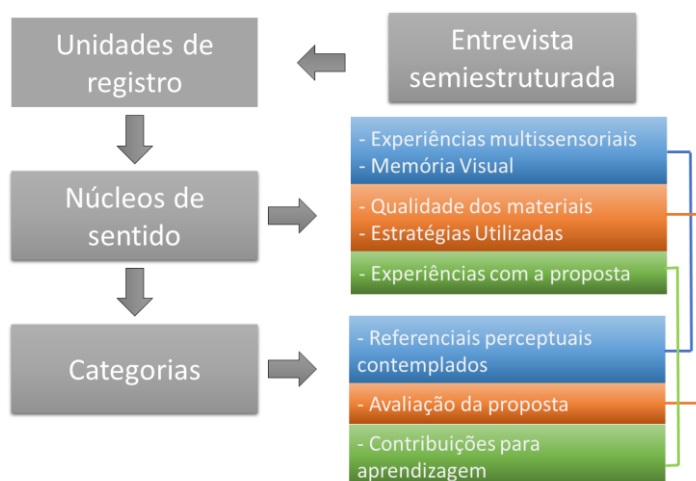 Unidades de
registro
Entrevista
semiestruturada
Núcleos de
sentido
- Experiências multissensoriais
- Memória Visual
- Qualidade dos materiais
- Estratégias Utilizadas
- Experiências com a proposta
Categorias
- Referenciais perceptuais
contemplados
- Avaliação da proposta
- Contribuições para
aprendizagem